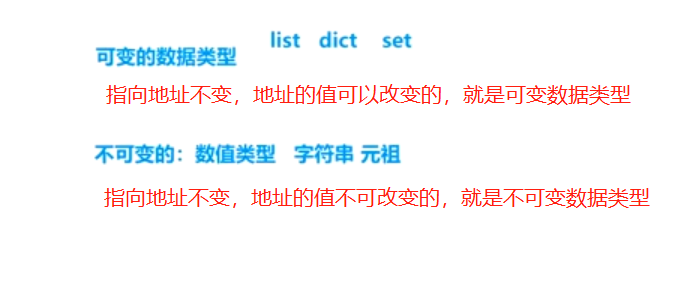 list dict set
可变的数据类型
指向地址不变，地址的值可以改变的，就是可变数据类型
不可变的：数值类型 字符串 元祖
指向地址不变，地址的值不可改变的，就是不可变数据类型